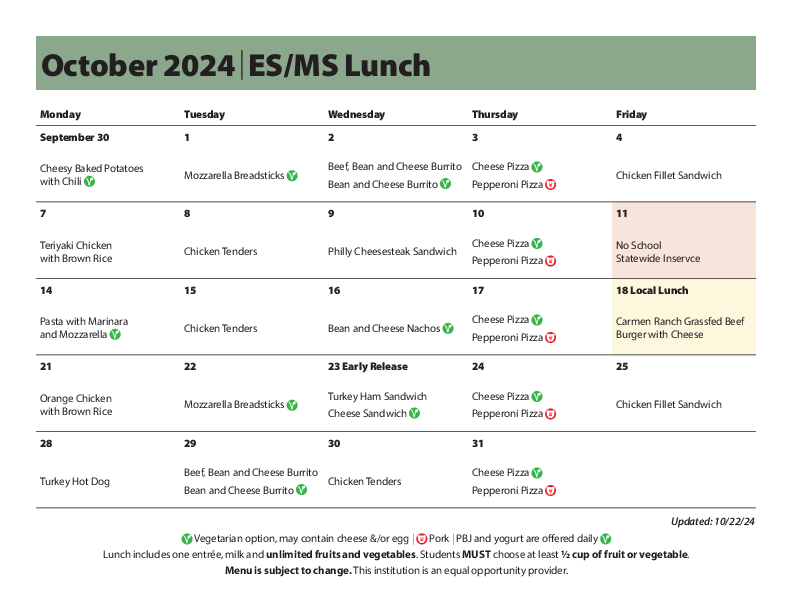 October 2024 | ES/MS Lunch
Monday Tuesday Wednesday Thursday Friday
September 30 1 2 3 4
Cheesy Baked Potatoes
with Chili V
Mozzarella Breadsticks V
Beef, Bean and Cheese Burrito
Bean and Cheese Burrito V
Cheese Pizza V
Pepperoni Pizza
Chicken Fillet Sandwich
7 8 9 10 11
Teriyaki Chicken
with Brown Rice
Chicken Tenders
Philly Cheesesteak Sandwich
Cheese Pizza V
Pepperoni Pizza
No School
Statewide Inservce
14 15 16 17 18 Local Lunch
Pasta with Marinara
and Mozzarella V
Chicken Tenders
Bean and Cheese Nachos V
Cheese Pizza V
Pepperoni Pizza
Carmen Ranch Grassfed Beef
Burger with Cheese
21 22 23 Early Release 24 25
Orange Chicken
with Brown Rice
Mozzarella Breadsticks V
Turkey Ham Sandwich
Cheese Sandwich V
Cheese Pizza V
Pepperoni Pizza
Chicken Fillet Sandwich
28 29 30 31
Turkey Hot Dog
Beef, Bean and Cheese Burrito
Bean and Cheese Burrito V
Chicken Tenders
Cheese Pizza V
Pepperoni Pizza
Updated: 10/22/24
V Vegetarian option, may contain cheese &/or egg | Pork | PBJ and yogurt are offered daily V
Lunch includes one entrée, milk and unlimited fruits and vegetables. Students MUST choose at least ½ cup of fruit or vegetable.
Menu is subject to change. This institution is an equal opportunity provider.